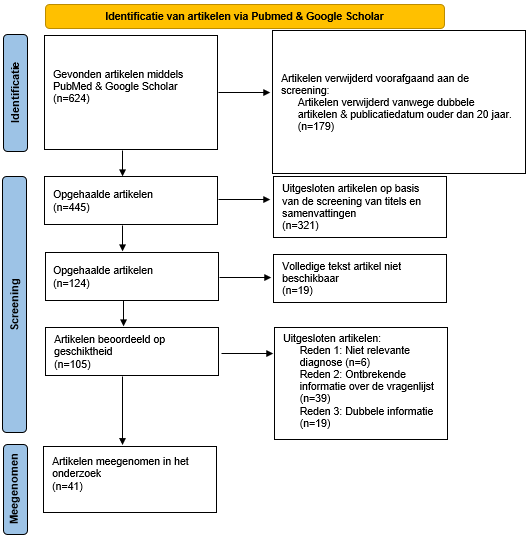 Identificatie van artikelen via Pubmed & Google Scholar
Identificatie
Gevonden artikelen middels
PubMed & Google Scholar
(n=624)
Artikelen verwijderd voorafgaand aan de
screening:
Artikelen verwijderd vanwege dubbele
artikelen & publicatiedatum ouder dan 20 jaar.
(n=179)
Screening
Opgehaalde artikelen
(n=445)
Uitgesloten artikelen op basis
van de screening van titels en
samenvattingen
(n=321)
Opgehaalde artikelen
(n=124)
Volledige tekst artikel niet
beschikbaar
(n=19)
Artikelen beoordeeld op
geschiktheid
(n=105)
Uitgesloten artikelen:
Reden 1: Niet relevante
diagnose (n=6)
Reden 2: Ontbrekende
informatie over de vragenlijst
(n=39)
Reden 3: Dubbele informatie
(n=19)
Meegenomen
Artikelen meegenomen in het
onderzoek
(n=41)